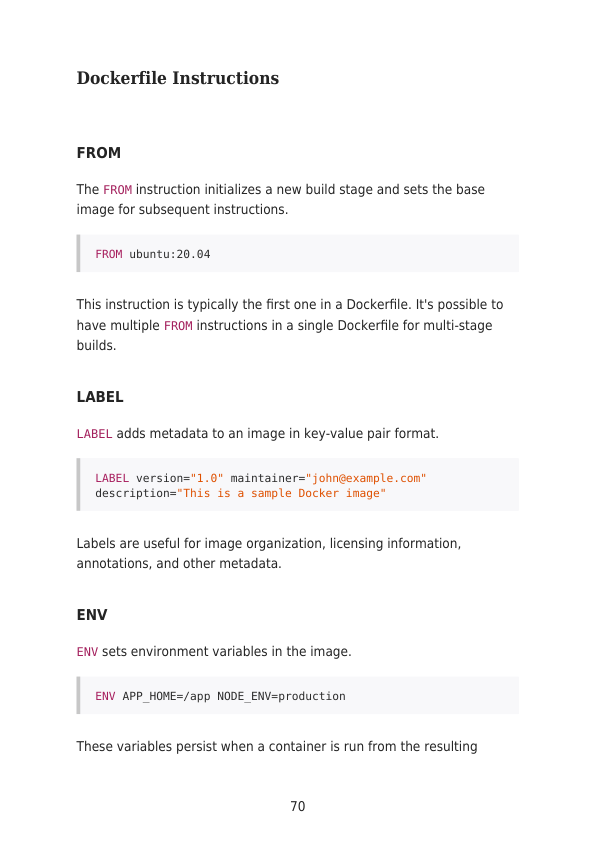 Dockerfile Instructions
FROM
The FROM instruction initializes a new build stage and sets the base
image for subsequent instructions.
FROM ubuntu:20.04
This instruction is typically the first one in a Dockerfile. It's possible to
have multiple FROM instructions in a single Dockerfile for multi-stage
builds.
LABEL
LABEL adds metadata to an image in key-value pair format.
LABEL version="1.0" maintainer="john@example.com"
description="This is a sample Docker image"
Labels are useful for image organization, licensing information,
annotations, and other metadata.
ENV
ENV sets environment variables in the image.
ENV APP_HOME=/app NODE_ENV=production
These variables persist when a container is run from the resulting
70